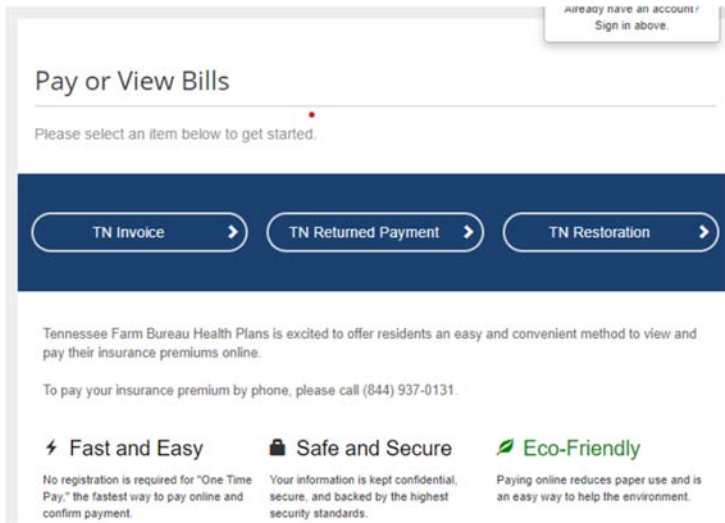 Already have an account?
Sign in above.
Pay or View Bills
Please select an item below to get started.
TN Invoice
TN Returned Payment
TN Restoration
Tennessee Farm Bureau Health Plans is excited to offer residents an easy and convenient method to view and
pay their insurance premiums online.
To pay your insurance premium by phone, please call (844) 937-0131.
Fast and Easy
No registration is required for "One Time
Pay," the fastest way to pay online and
confirm payment.
Safe and Secure
Your information is kept confidential,
secure, and backed by the highest
security standards.
Eco-Friendly
Paying online reduces paper use and is
an easy way to help the environment.